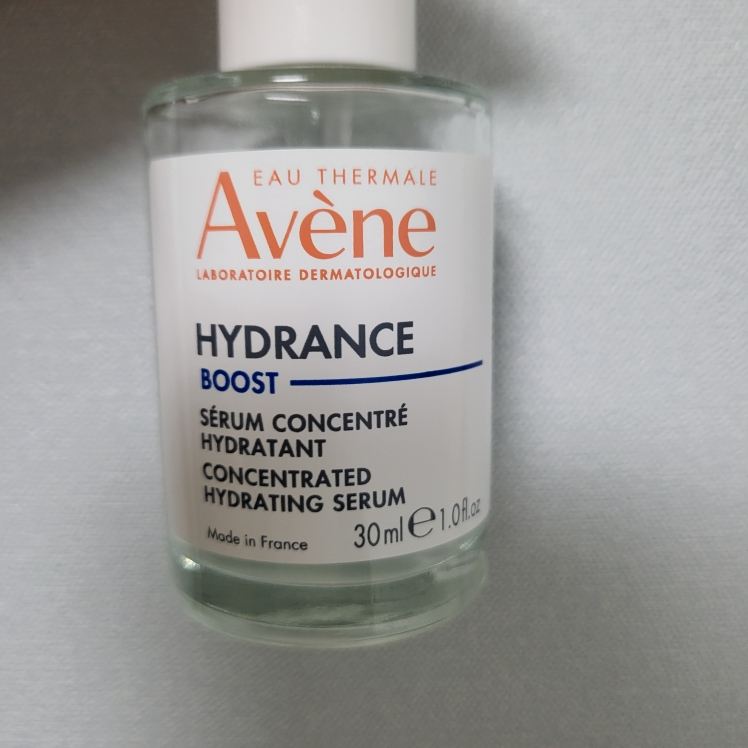 EAU THERMALE
Avène
LABORATOIRE DERMATOLOGIQUE
HYDRANCE
BOOST
SÉRUM CONCENTRÉ
HYDRATANT
CONCENTRATED
HYDRATING SERUM
Made in France 30ml ℮ 1.0fl.oz